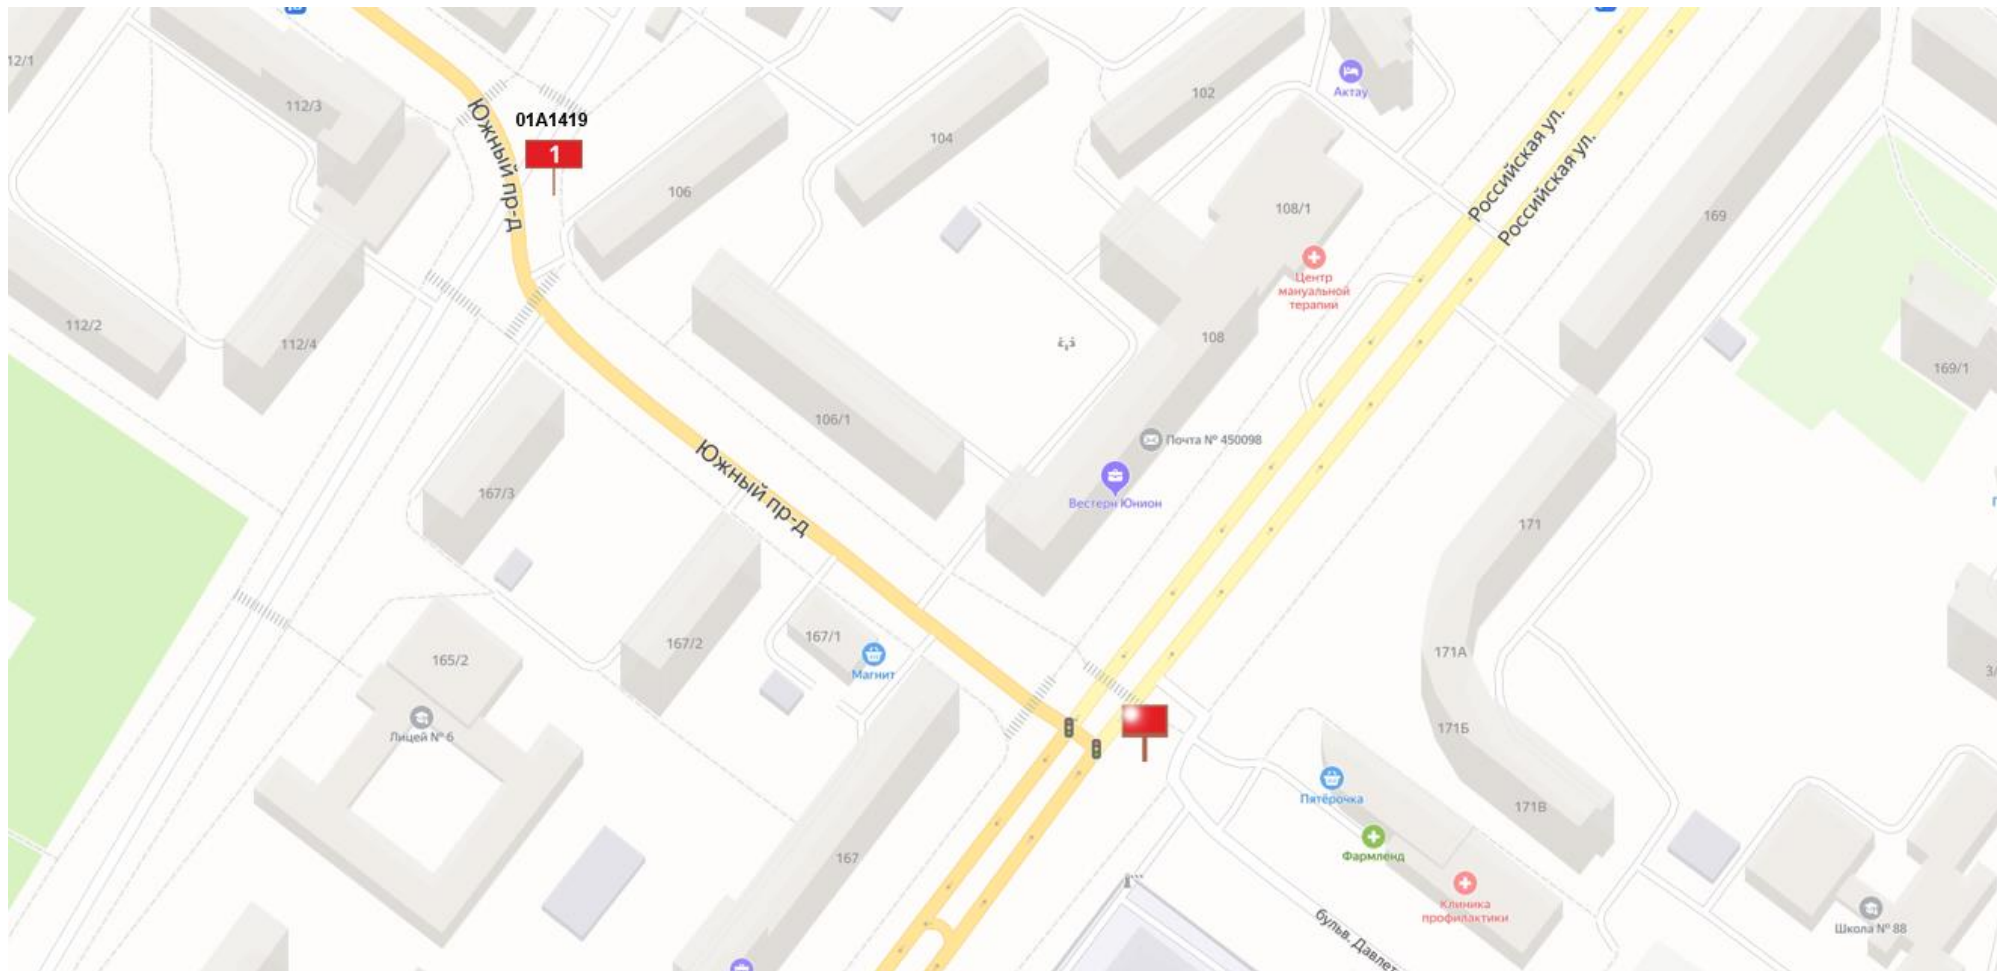 12/1
112/3
Южный пр-д
01А1419
1
106
104
102
Актау
Российская ул.
Российская ул.
108/1
169
Центр
мануальной
терапии
112/2
112/4
108
169/1
106/1
Почта № 450098
Вестерн Юнион
Южный пр-д
167/3
171
167/1
167/2
Магнит
165/2
171А
Лицей № 6
171Б
Пятёрочка
171В
Фармленд
167
Клиника
профилактики
Школа № 88
бульв. Давлет